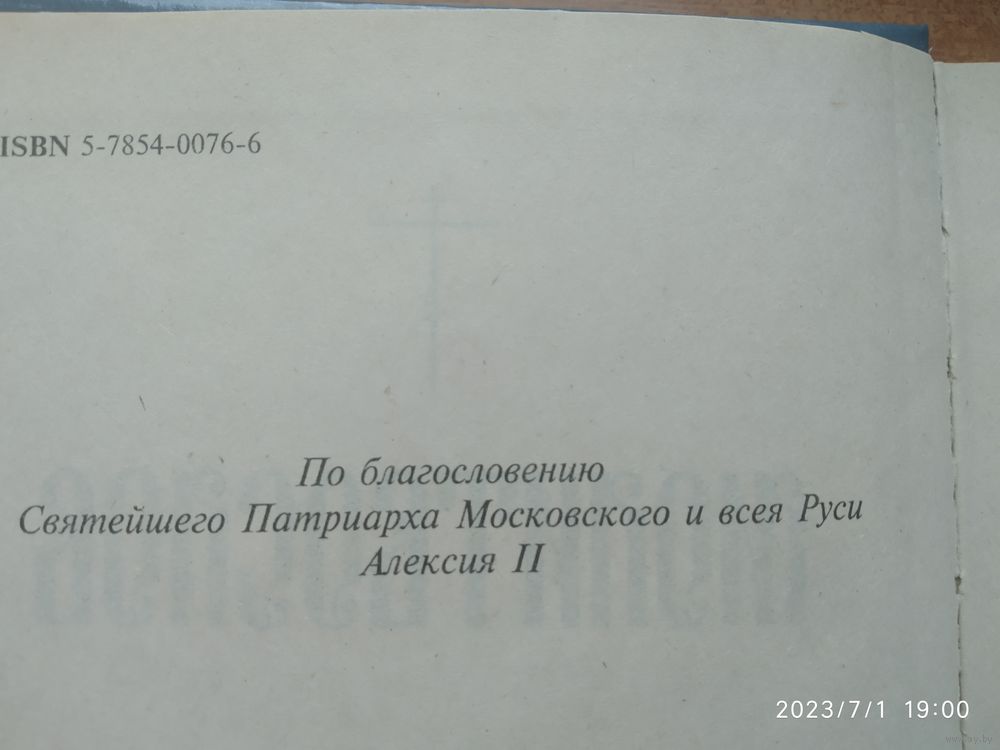 ISBN 5-7854-0076-6
По благословению
Святейшего Патриарха Московского и всея Руси
Алексия II
2023/7/1 19:00